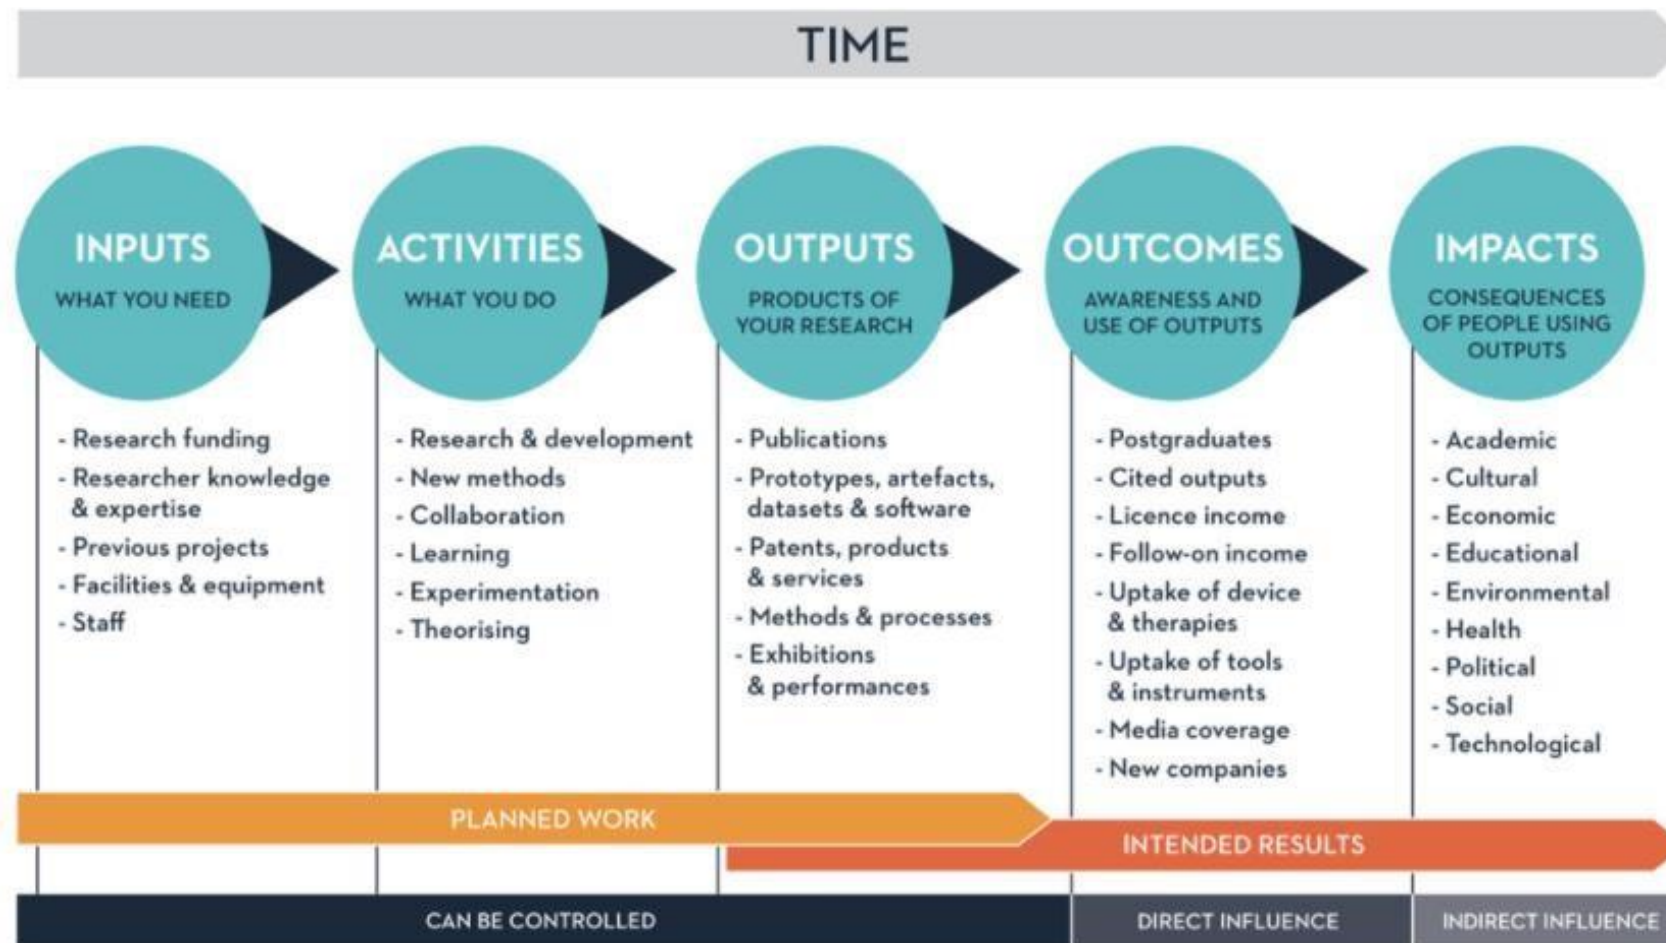 TIME
INPUTS
WHAT YOU NEED
- Research funding
- Researcher knowledge
& expertise
- Previous projects
- Facilities & equipment
- Staff
ACTIVITIES
WHAT YOU DO
- Research & development
- New methods
- Collaboration
- Learning
- Experimentation
- Theorising
OUTPUTS
PRODUCTS OF
YOUR RESEARCH
- Publications
- Prototypes, artefacts,
datasets & software
- Patents, products
& services
- Methods & processes
- Exhibitions
& performances
OUTCOMES
AWARENESS AND
USE OF OUTPUTS
- Postgraduates
- Cited outputs
- Licence income
- Follow-on income
- Uptake of device
& therapies
- Uptake of tools
& instruments
- Media coverage
- New companies
IMPACTS
CONSEQUENCES
OF PEOPLE USING
OUTPUTS
- Academic
- Cultural
- Economic
- Educational
- Environmental
- Health
- Political
- Social
- Technological
PLANNED WORK
INTENDED RESULTS
CAN BE CONTROLLED
DIRECT INFLUENCE
INDIRECT INFLUENCE